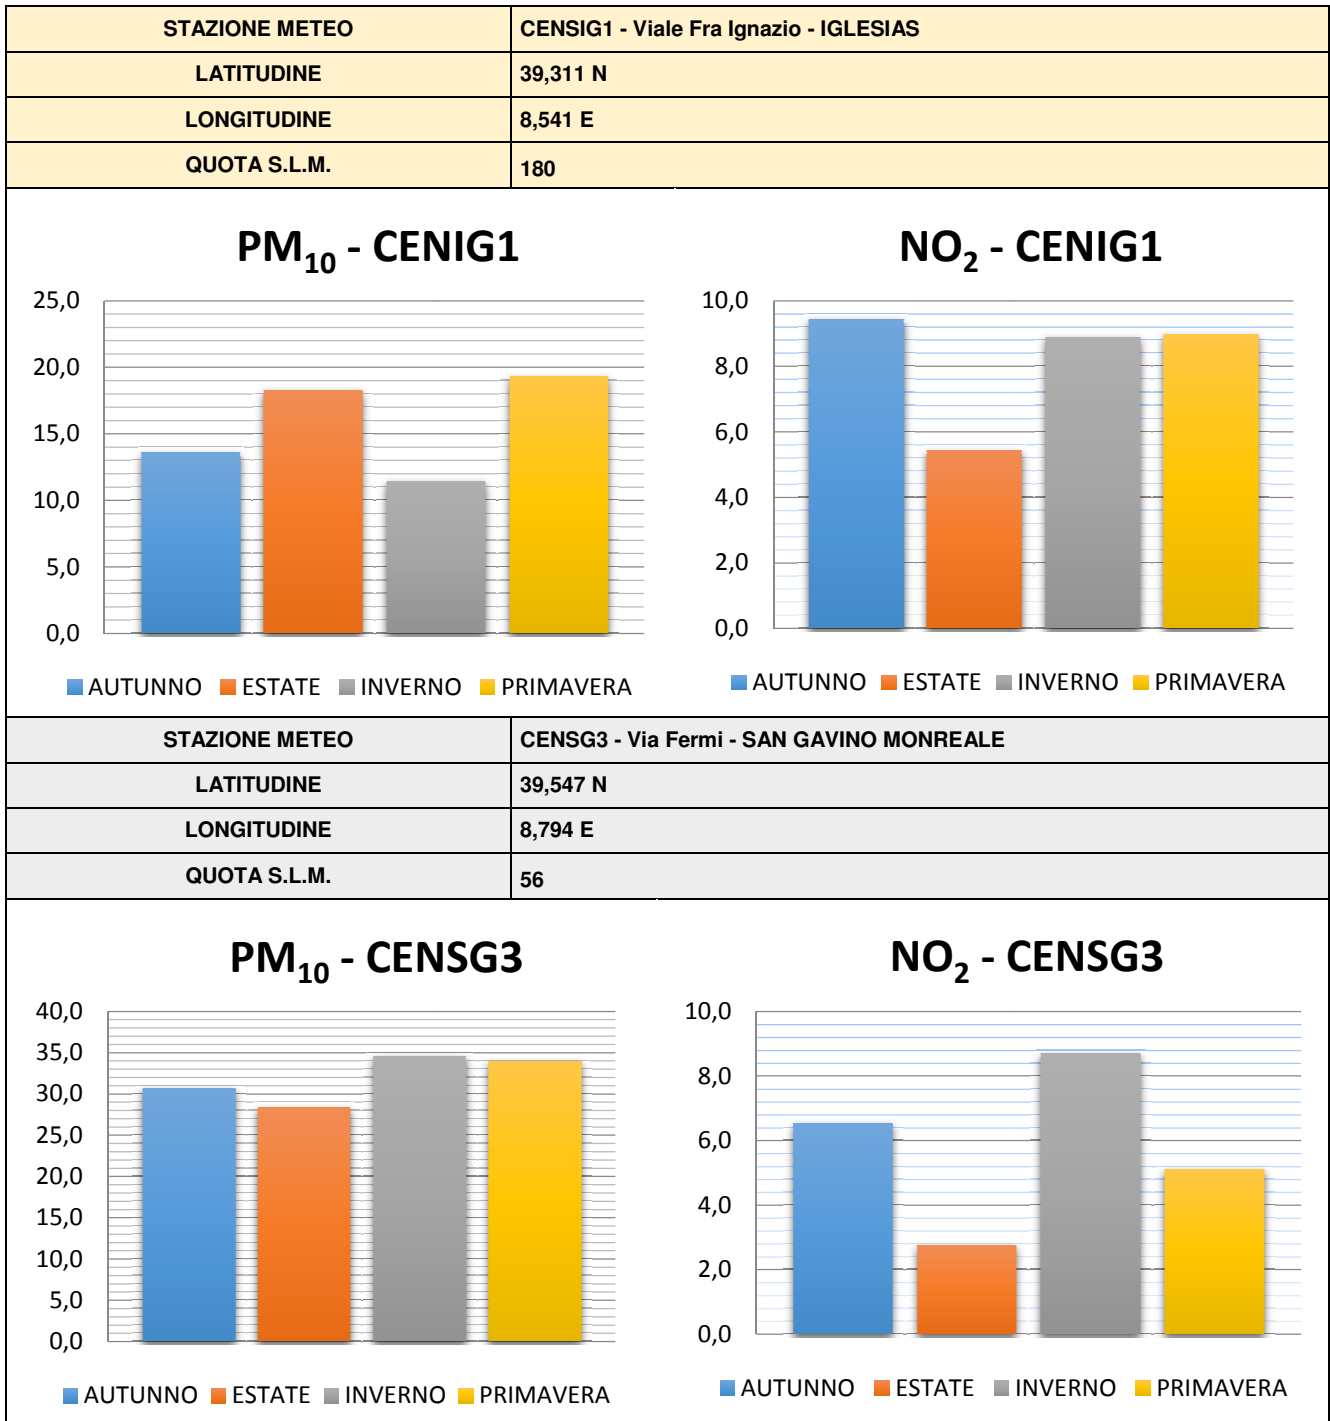 STAZIONE METEO CENSIG1 - Viale Fra Ignazio - IGLESIAS
LATITUDINE 39,311 N
LONGITUDINE 8,541 E
QUOTA S.L.M. 180
PM10 - CENIG1
25,0
20,0
15,0
10,0
5,0
0,0
AUTUNNO ESTATE INVERNO PRIMAVERA
NO2 - CENIG1
10,0
8,0
6,0
4,0
2,0
0,0
AUTUNNO ESTATE INVERNO PRIMAVERA
STAZIONE METEO CENSG3 - Via Fermi - SAN GAVINO MONREALE
LATITUDINE 39,547 N
LONGITUDINE 8,794 E
QUOTA S.L.M. 56
PM10 - CENSG3
40,0
35,0
30,0
25,0
20,0
15,0
10,0
5,0
0,0
AUTUNNO ESTATE INVERNO PRIMAVERA
NO2 - CENSG3
10,0
8,0
6,0
4,0
2,0
0,0
AUTUNNO ESTATE INVERNO PRIMAVERA